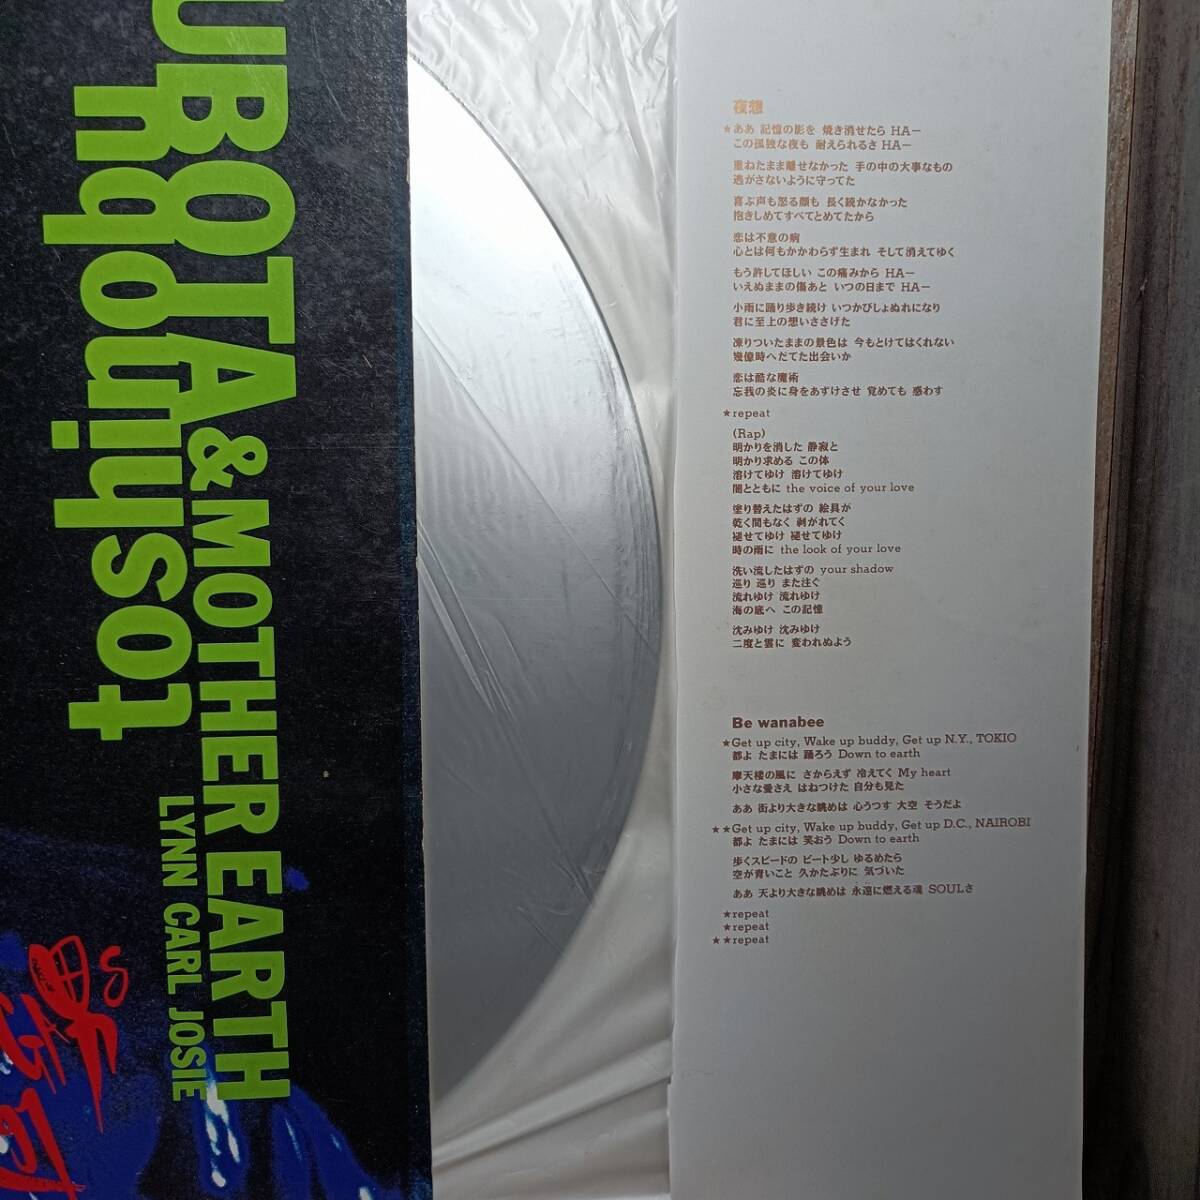 UBOTA & MOTHER EARTH
toshinobu
LYNN CARL JOSIE
夜想
★ああ 記憶の影を 焼き消せたら HAー
この孤独な夜も 耐えられるさ HAー
重ねたまま離せなかった 手の中の大事なもの
逃がさないように守ってた
喜ぶ声も怒る顔も 長く続かなかった
抱きしめてすべてとめてたから
恋は不意の病
心とは何もかかわらず生まれ そして消えてゆく
もう許してほしい この痛みから HAー
いえぬままの傷あと いつの日まで HAー
小雨に踊り歩き続け いつかびしょぬれになり
君に至上の想いささげた
凍りついたままの景色は 今もとけてはくれない
幾億時へだてた出会いか
恋は酷な魔術
忘我の炎に身をあずけさせ 覚めても 惑わす
★repeat
(Rap)
明かりを消した 静寂と
明かり求める この体
溶けてゆけ 溶けてゆけ
闇とともに the voice of your love
塗り替えたはずの 絵具が
乾く間もなく 剥がれてく
褪せてゆけ 褪せてゆけ
時の雨に the look of your love
洗い流したはずの your shadow
巡り 巡り また注ぐ
流れゆけ 流れゆけ
海の底へ この記憶
沈みゆけ 沈みゆけ
二度と雲に 変われぬよう
Be wanabee
★Get up city, Wake up buddy, Get up N.Y., TOKIO
都よ たまには 踊ろう Down to earth
摩天楼の風に さからえず 冷えてく My heart
小さな愛さえ はねつけた 自分も見た
ああ 街より大きな眺めは 心うつす 大空 そうだよ
★★Get up city, Wake up buddy, Get up D.C., NAIROBI
都よ たまには 笑おう Down to earth
歩くスピードの ビート少し ゆるめたら
空が青いこと 久かたぶりに 気づいた
ああ 天より大きな眺めは 永遠に燃える魂 SOULさ
★repeat
★repeat
★★repeat